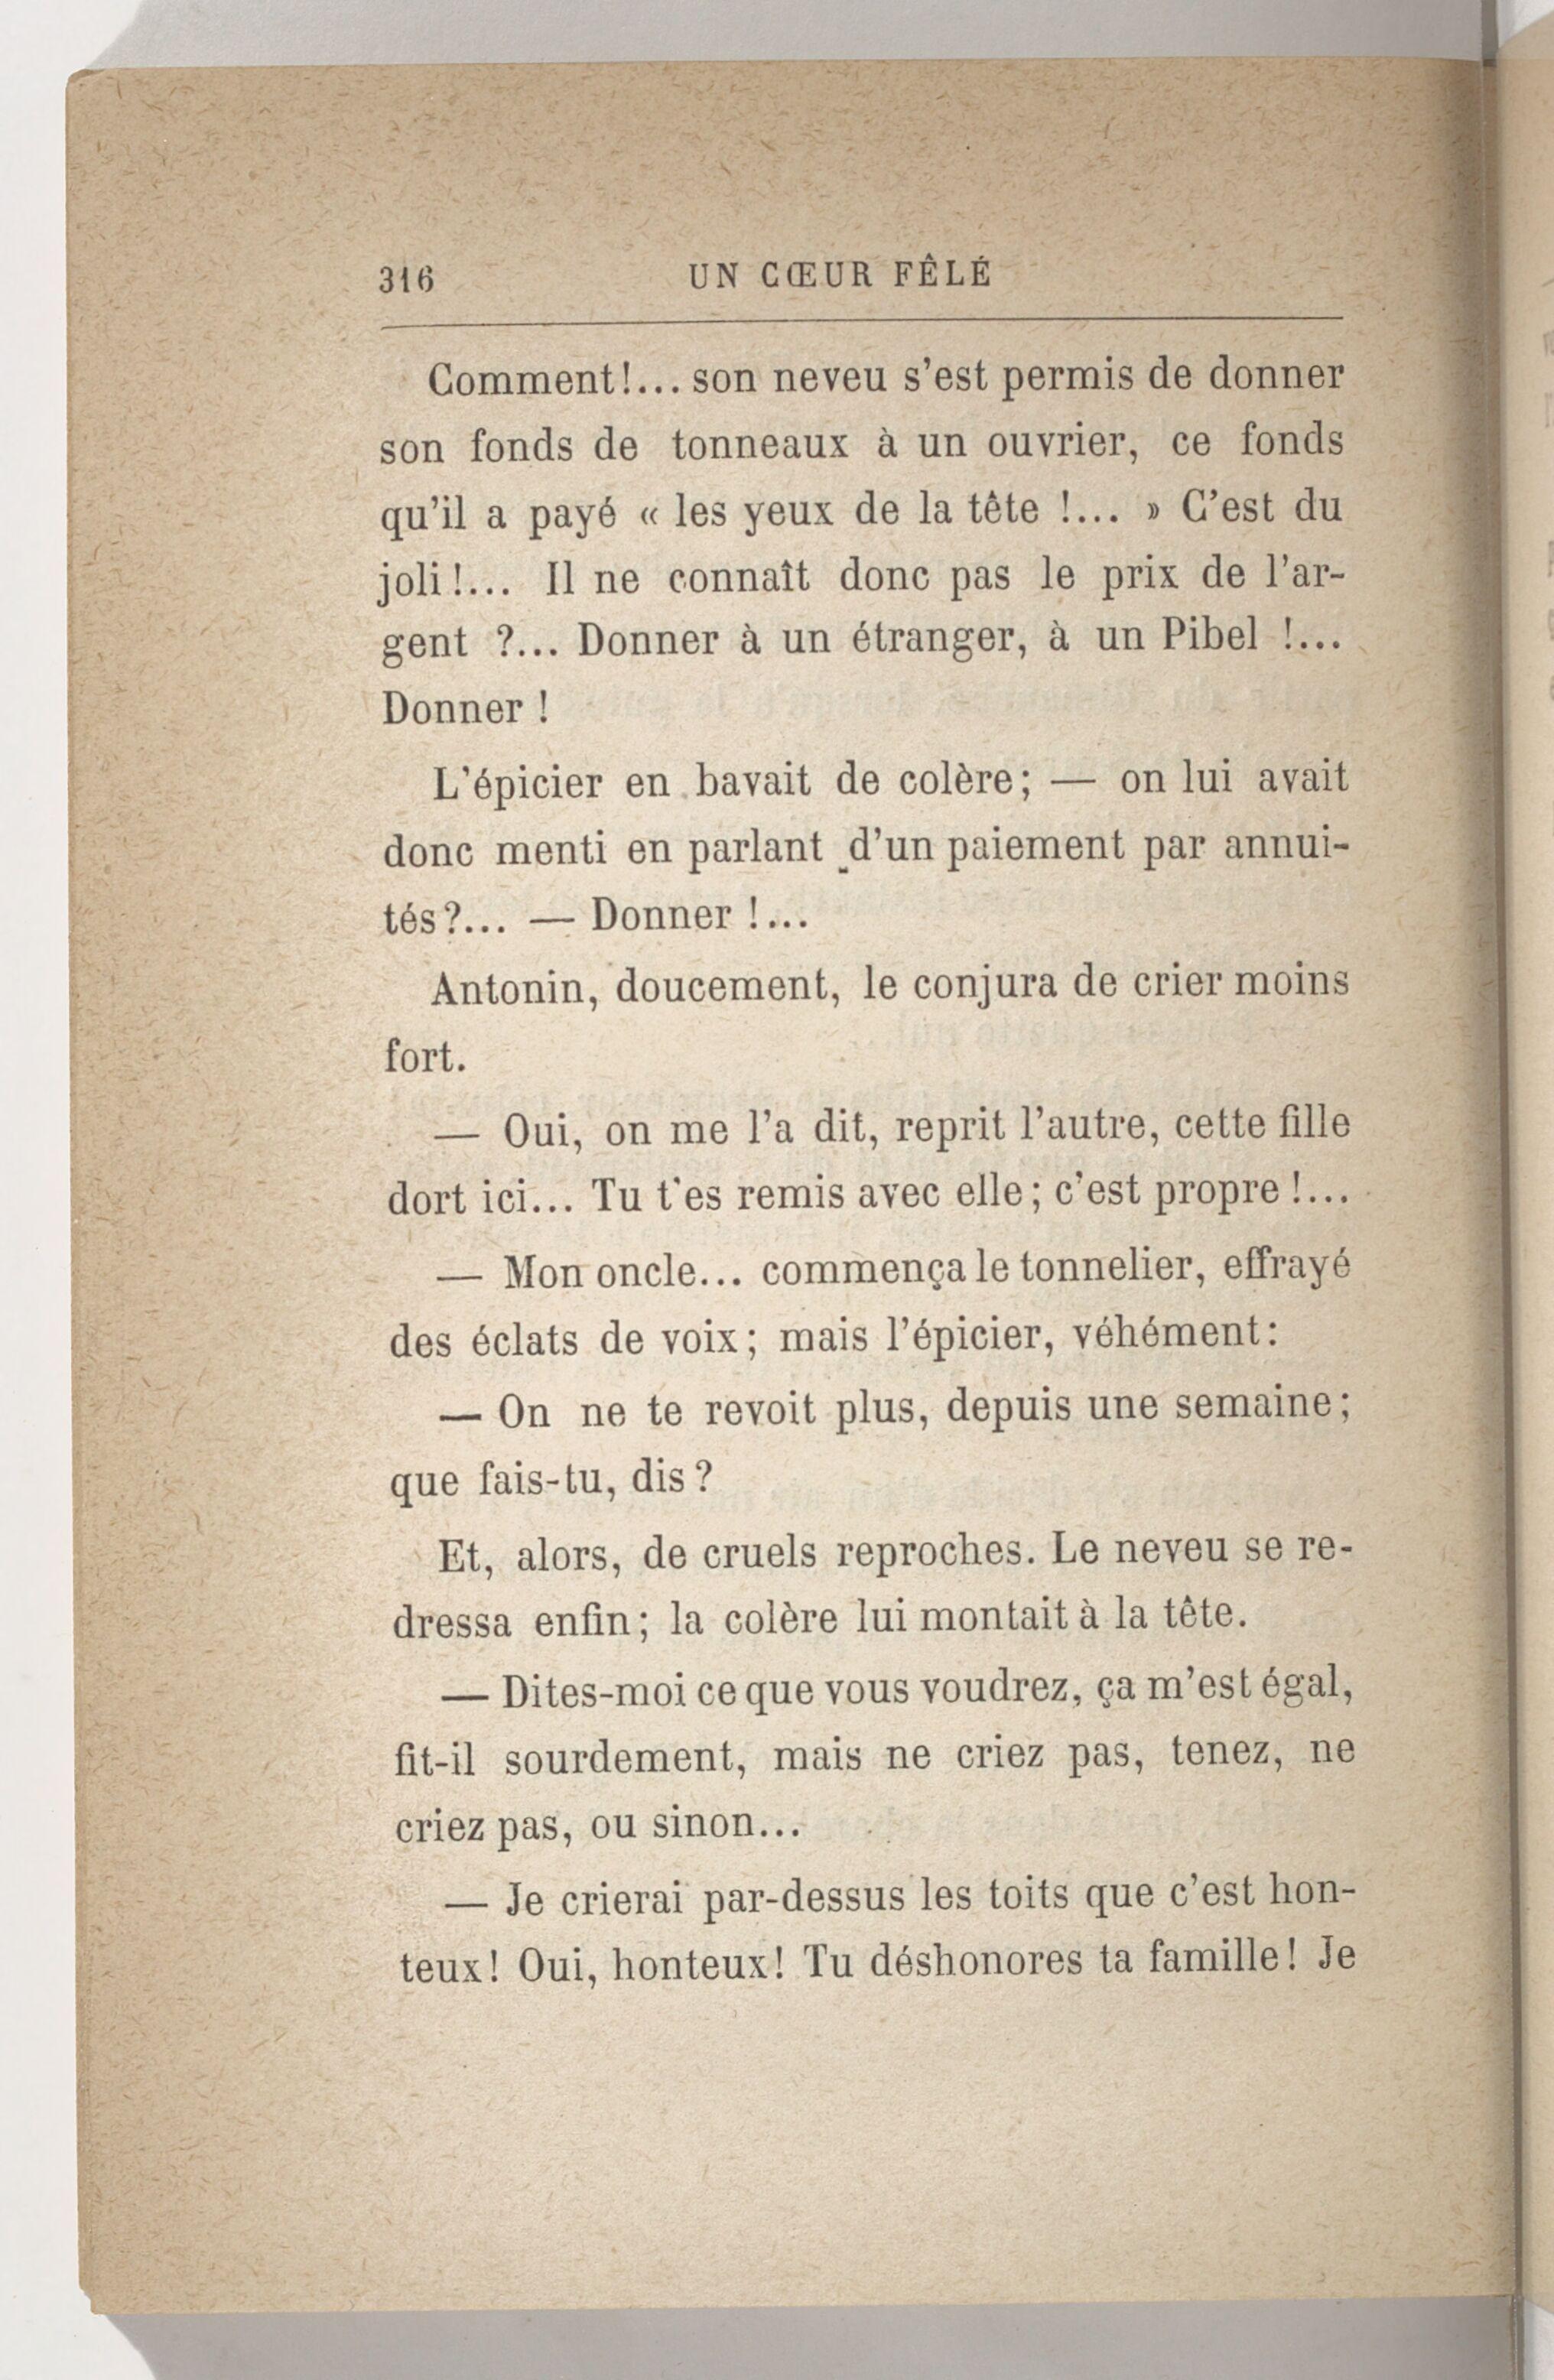 316 UN CŒUR FÊLÉ
Comment!... son neveu s'est permis de donner
son fonds de tonneaux à un ouvrier, ce fonds
qu'il a payé « les yeux de la tête !... » C'est du
joli!... Il ne connaît donc pas le prix de l'ar-
gent ?... Donner à un étranger, à un Pibel !...
Donner !
L'épicier en bavait de colère; — on lui avait
donc menti en parlant d'un paiement par annui-
tés?... — Donner !...
Antonin, doucement, le conjura de crier moins
fort.
— Oui, on me l'a dit, reprit l'autre, cette fille
dort ici... Tu t'es remis avec elle; c'est propre !...
— Mon oncle... commença le tonnelier, effrayé
des éclats de voix; mais l'épicier, véhément:
— On ne te revoit plus, depuis une semaine;
que fais-tu, dis ?
Et, alors, de cruels reproches. Le neveu se re-
dressa enfin; la colère lui montait à la tête.
— Dites-moi ce que vous voudrez, ça m'est égal,
fit-il sourdement, mais ne criez pas, tenez, ne
criez pas, ou sinon...
— Je crierai par-dessus les toits que c'est hon-
teux! Oui, honteux! Tu déshonores ta famille! Je